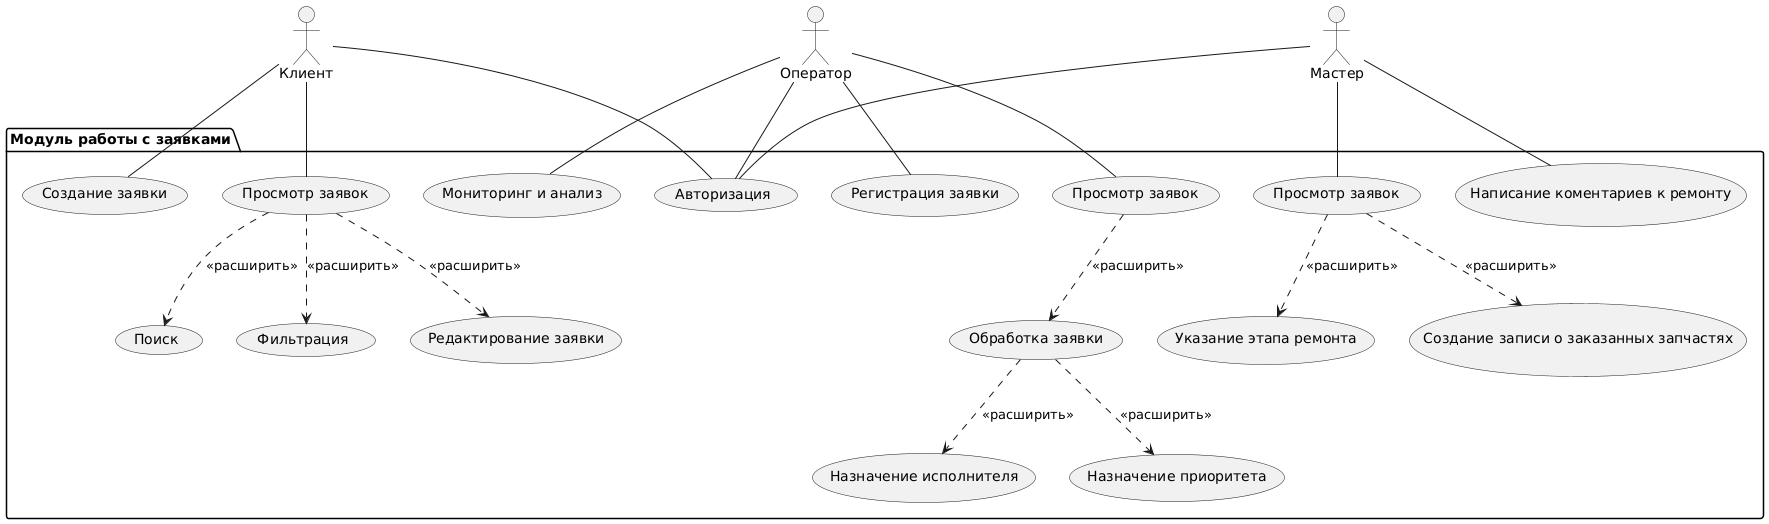 Клиент
Оператор
Мастер
Модуль работы с заявками
Создание заявки
Просмотр заявок
Мониторинг и анализ
Авторизация
Регистрация заявки
Просмотр заявок
Просмотр заявок
Написание коментариев к ремонту
«расширить»
«расширить»
«расширить»
«расширить»
«расширить»
«расширить»
Поиск
Фильтрация
Редактирование заявки
Обработка заявки
Указание этапа ремонта
Создание записи о заказанных запчастях
«расширить»
«расширить»
Назначение исполнителя
Назначение приоритета